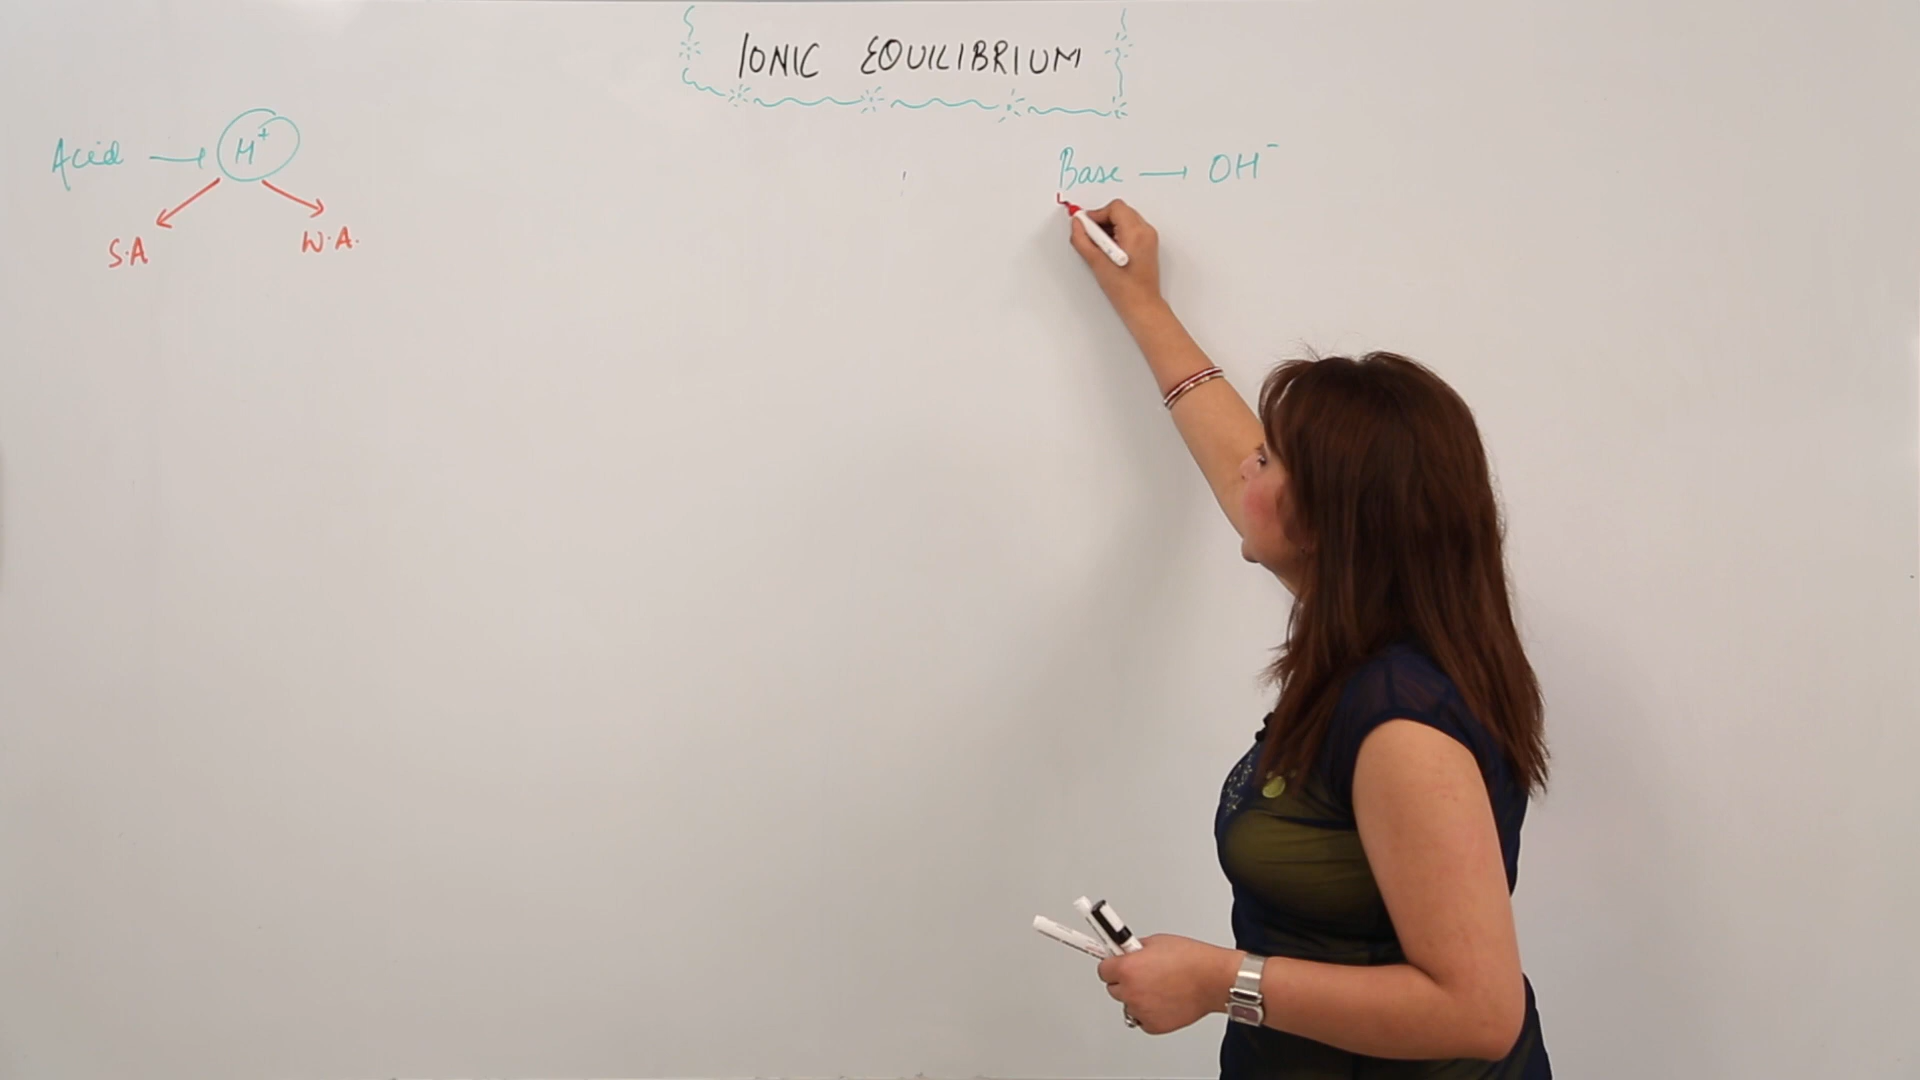 IONIC EQUILIBRIUM
Acid → H⁺
S.A W.A.
Base → OH⁻